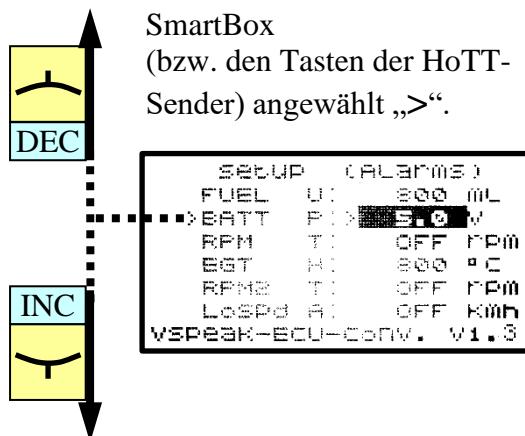 SmartBox
(bzw. den Tasten der HoTT-
Sender) angewählt „>“.
DEC
Setup (Alarms)
FUEL U: 800 mL
>BATT P:> 5.0 V
RPM T: OFF rpm
EGT H: 800 °C
RPM2 T: OFF rpm
LoSpd A: OFF Kmh
VSpeak-ECU-Conv. V1.3
INC